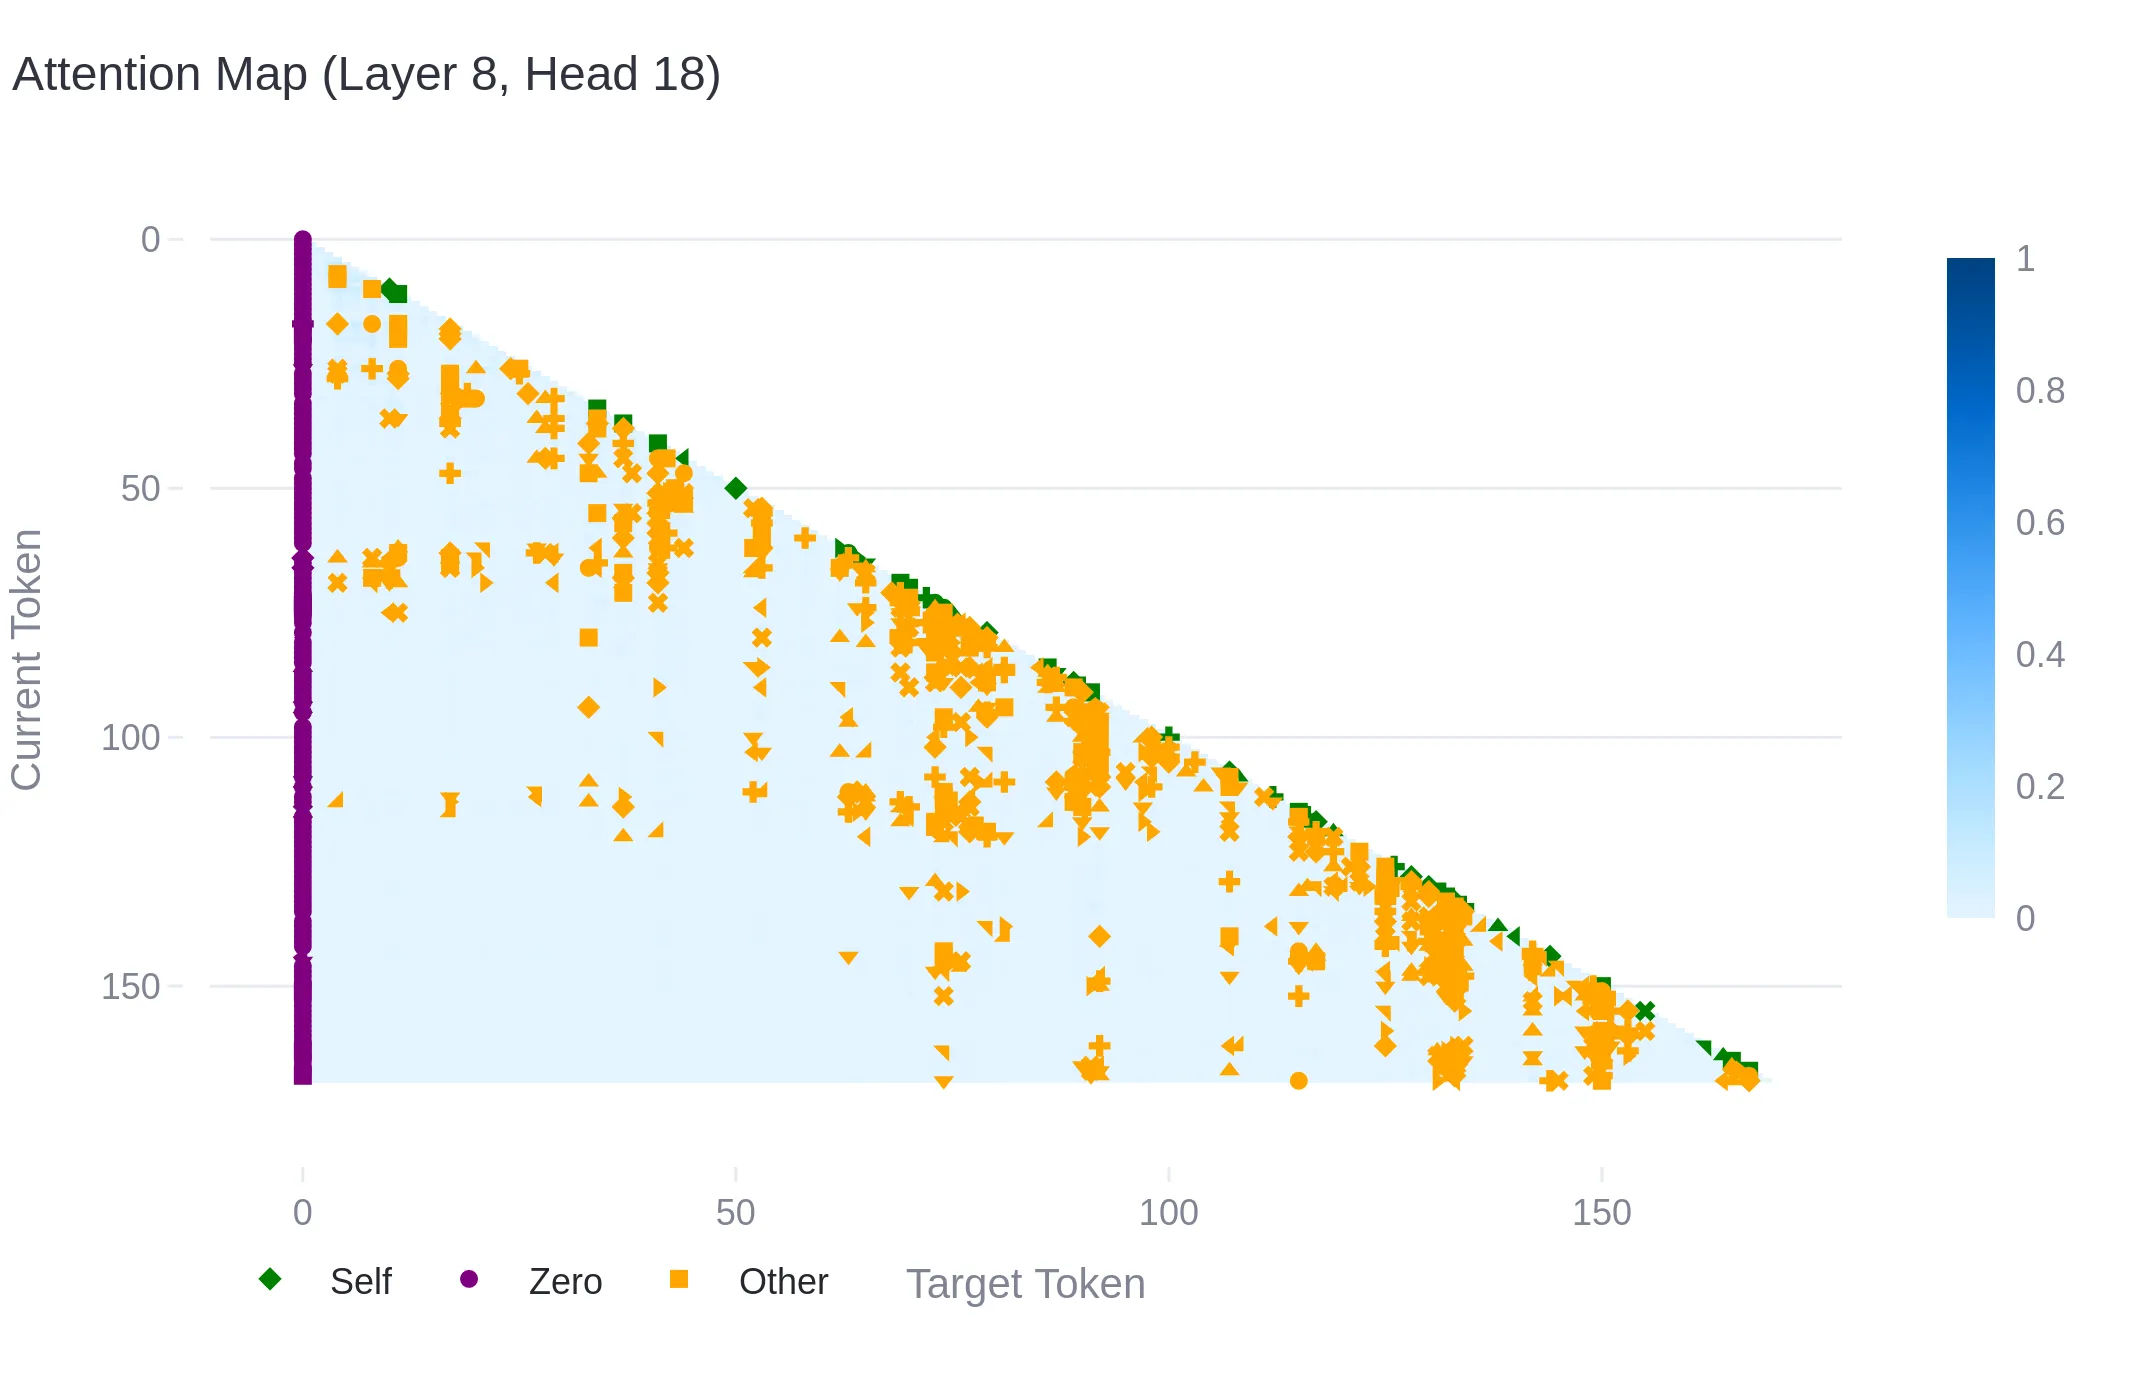 Attention Map (Layer 8, Head 18)
0
50
100
150
Current Token
1
0.8
0.6
0.4
0.2
0
0
50
100
150
Self
Zero
Other
Target Token